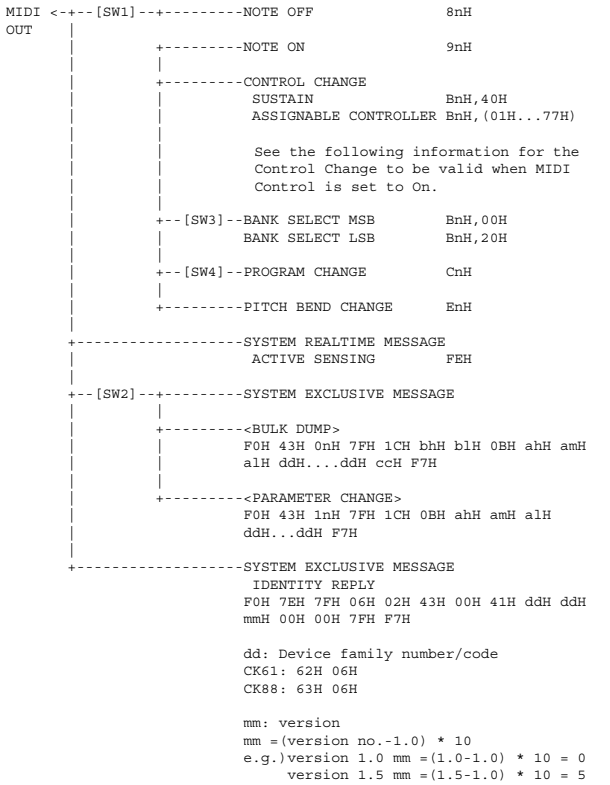 MIDI <-+--[SW1]--+---------NOTE OFF                8nH
OUT    |         |
       |         +---------NOTE ON                 9nH
       |         |
       |         +---------CONTROL CHANGE
       |         |          SUSTAIN                BnH,40H
       |         |          ASSIGNABLE CONTROLLER BnH,(01H...77H)
       |         |
       |         |          See the following information for the
       |         |          Control Change to be valid when MIDI
       |         |          Control is set to On.
       |         |
       |         +--[SW3]--BANK SELECT MSB         BnH,00H
       |         |         BANK SELECT LSB         BnH,20H
       |         |
       |         +--[SW4]--PROGRAM CHANGE          CnH
       |         |
       |         +---------PITCH BEND CHANGE       EnH
       |
       +-------------------SYSTEM REALTIME MESSAGE
       |                    ACTIVE SENSING         FEH
       |
       +--[SW2]--+---------SYSTEM EXCLUSIVE MESSAGE
       |         |
       |         +---------<BULK DUMP>
       |         |         F0H 43H 0nH 7FH 1CH bhH blH 0BH ahH amH
       |         |         alH ddH....ddH ccH F7H
       |         |
       |         +---------<PARAMETER CHANGE>
       |                   F0H 43H 1nH 7FH 1CH 0BH ahH amH alH
       |                   ddH...ddH F7H
       |
       +-------------------SYSTEM EXCLUSIVE MESSAGE
                            IDENTITY REPLY
                           F0H 7EH 7FH 06H 02H 43H 00H 41H ddH ddH
                           mmH 00H 00H 7FH F7H

                           dd: Device family number/code
                           CK61: 62H 06H
                           CK88: 63H 06H

                           mm: version
                           mm =(version no.-1.0) * 10
                           e.g.)version 1.0 mm =(1.0-1.0) * 10 = 0
                                version 1.5 mm =(1.5-1.0) * 10 = 5